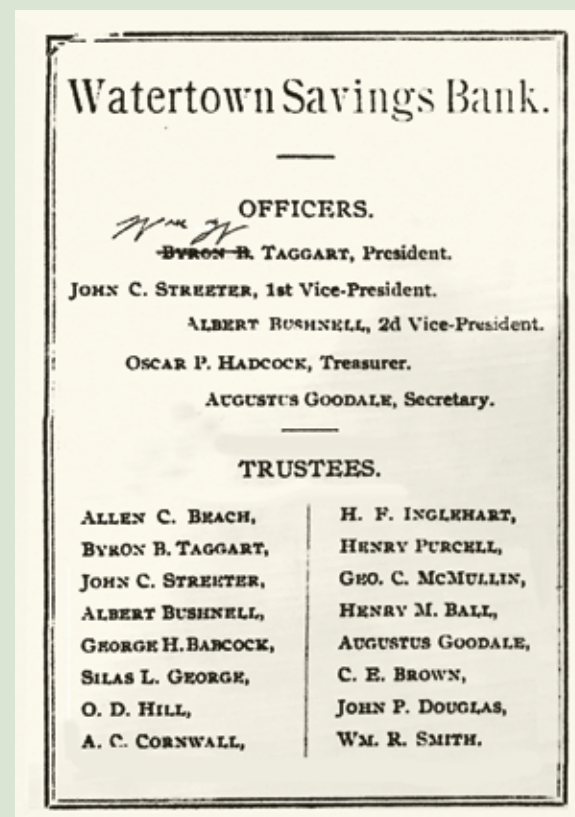 Watertown Savings Bank.
OFFICERS.
Wm W
BYRON B. TAGGART, President.
JOHN C. STREETER, 1st Vice-President.
ALBERT BUSHNELL, 2d Vice-President.
OSCAR P. HADCOCK, Treasurer.
AUGUSTUS GOODALE, Secretary.
TRUSTEES.
ALLEN C. BEACH,
BYRON B. TAGGART,
JOHN C. STREETER,
ALBERT BUSHNELL,
GEORGE H. BABCOCK,
SILAS L. GEORGE,
O. D. HILL,
A. C. CORNWALL,
H. F. INGLEHART,
HENRY PURCELL,
GEO. C. MCMULLIN,
HENRY M. BALL,
AUGUSTUS GOODALE,
C. E. BROWN,
JOHN P. DOUGLAS,
WM. R. SMITH.